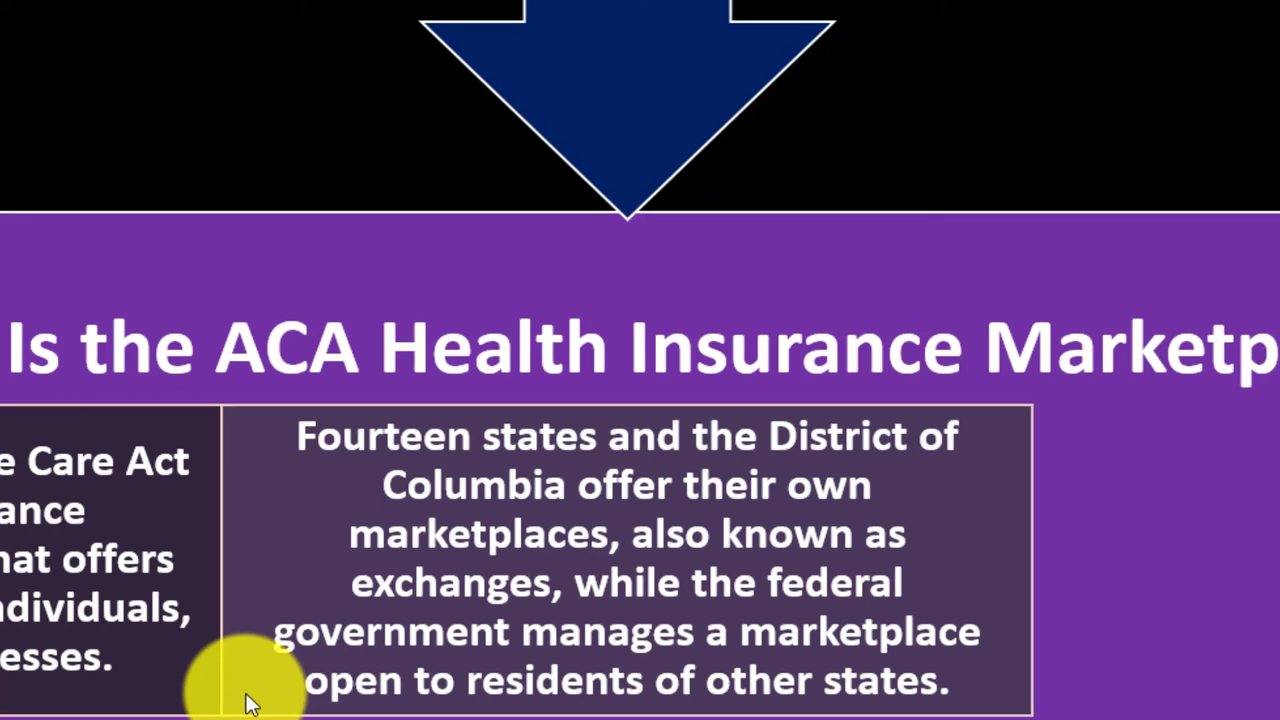 Is the ACA Health Insurance Marketp
e Care Act
ance
hat offers
ndividuals,
esses.
Fourteen states and the District of
Columbia offer their own
marketplaces, also known as
exchanges, while the federal
government manages a marketplace
open to residents of other states.